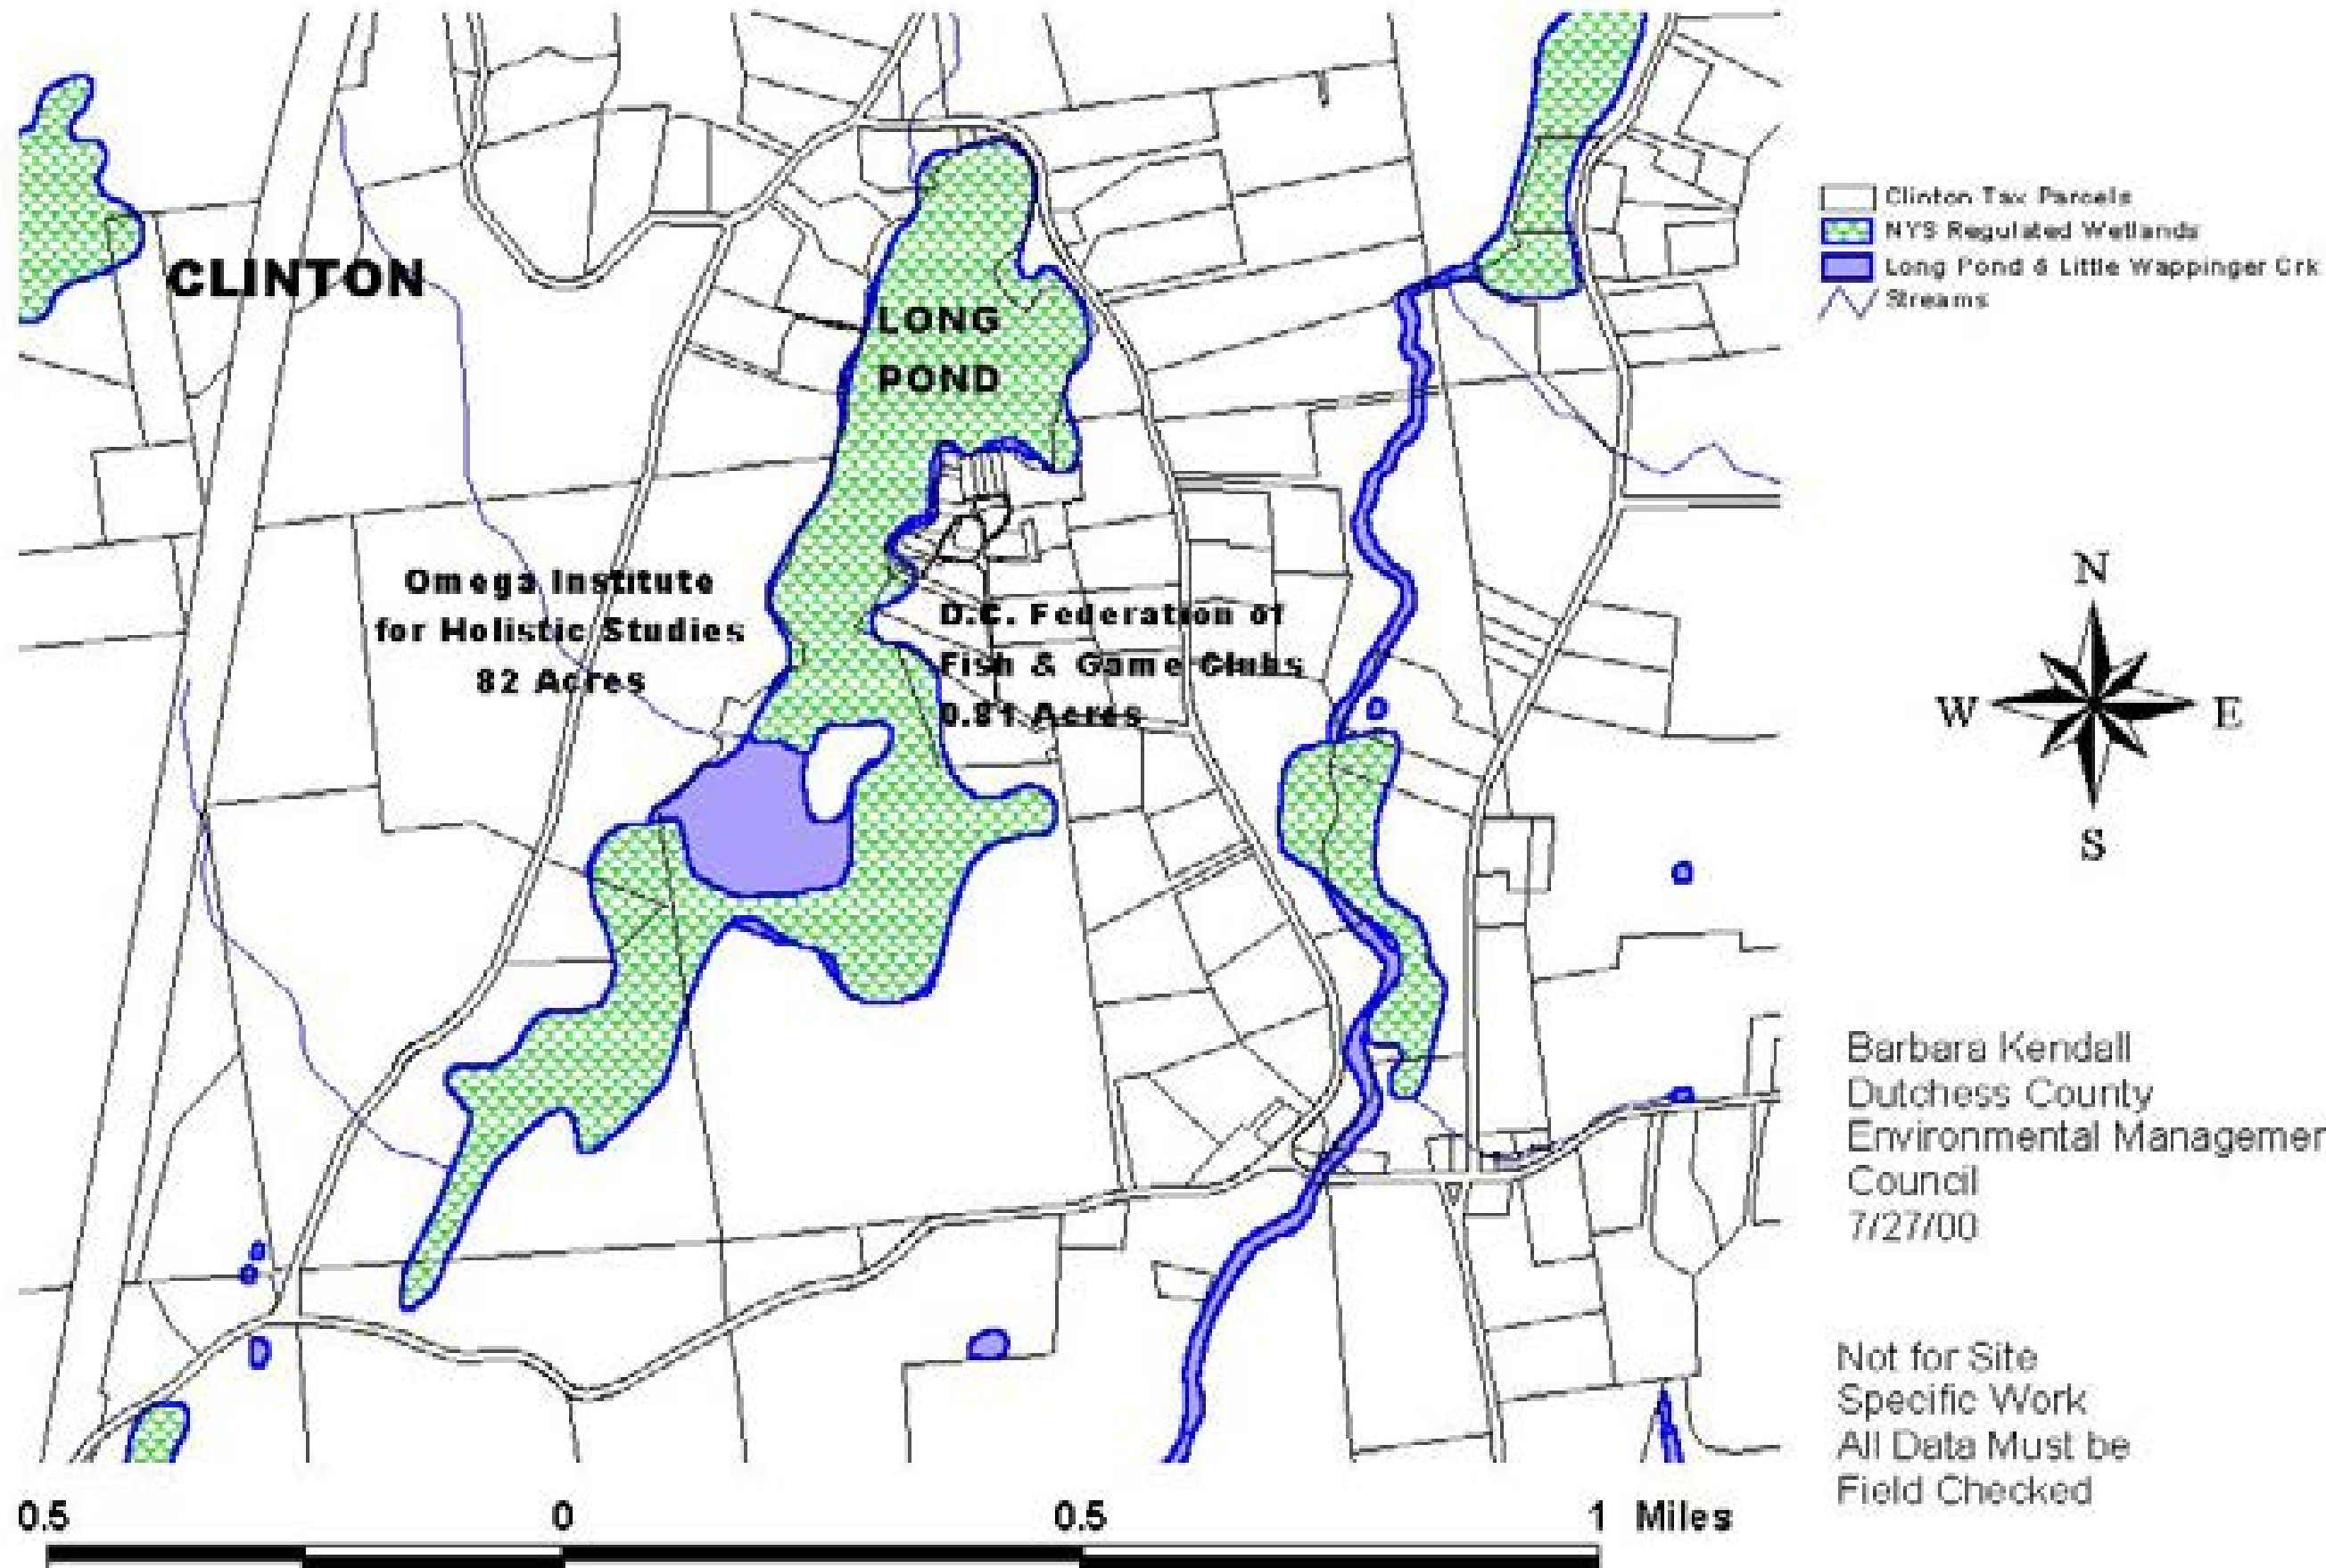 CLINTON
LONG
POND
Omega Institute
for Holistic Studies
82 Acres
D.C. Federation of
Fish & Game Clubs
0.81 Acres
Clinton Tax Parcels
NYS Regulated Wetlands
Long Pond & Little Wappinger Crk
Streams
N
W
E
S
Barbara Kendall
Dutchess County
Environmental Managemer
Council
7/27/00
Not for Site
Specific Work
All Data Must be
Field Checked
0.5 0 0.5 1 Miles